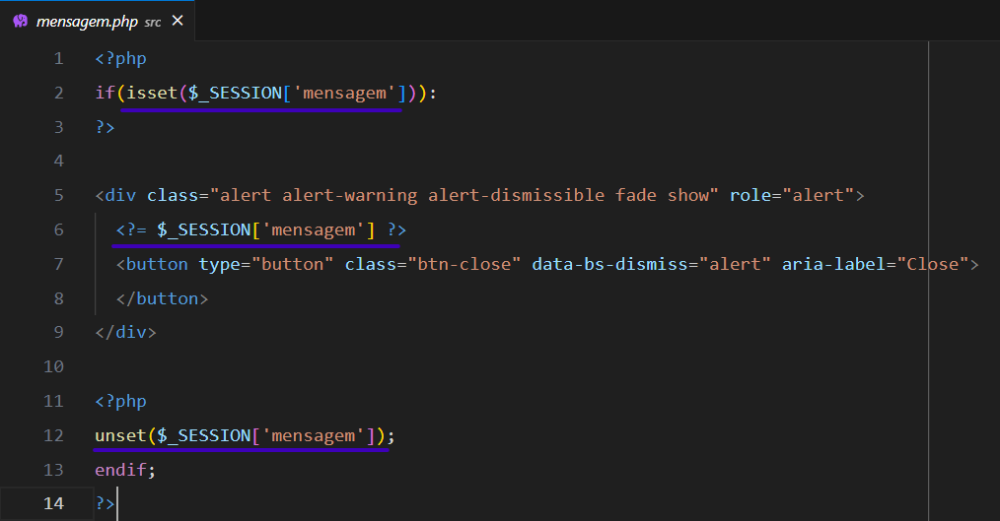 mensagem.php src ×
1 <?php
2 if(isset($_SESSION['mensagem'])):
3 ?>
4
5 <div class="alert alert-warning alert-dismissible fade show" role="alert">
6 <?= $_SESSION['mensagem'] ?>
7 <button type="button" class="btn-close" data-bs-dismiss="alert" aria-label="Close">
8 </button>
9 </div>
10
11 <?php
12 unset($_SESSION['mensagem']);
13 endif;
14 ?>